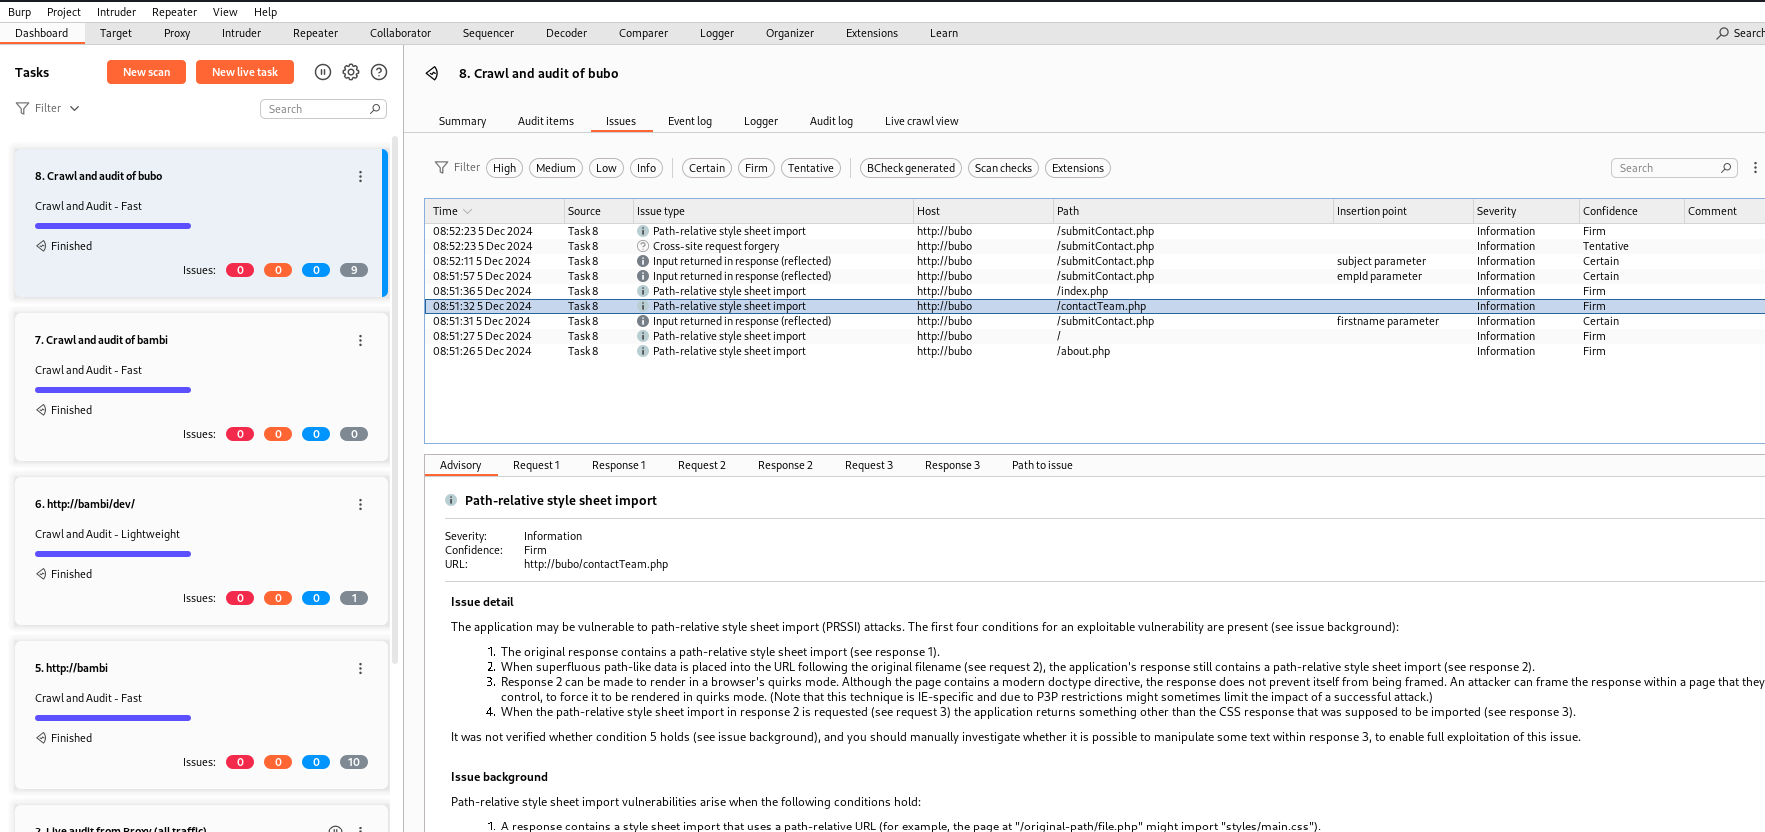 Burp Project Intruder Repeater View Help
Dashboard Target Proxy Intruder Repeater Collaborator Sequencer Decoder Comparer Logger Organizer Extensions Learn Search
Tasks New scan New live task
Filter Search
8. Crawl and audit of bubo
Crawl and Audit - Fast
Finished
Issues: 0 0 0 9
7. Crawl and audit of bambi
Crawl and Audit - Fast
Finished
Issues: 0 0 0 0
6. http://bambi/dev/
Crawl and Audit - Lightweight
Finished
Issues: 0 0 0 1
5. http://bambi
Crawl and Audit - Fast
Finished
Issues: 0 0 0 10
2. Live audit from Proxy (all traffic)
8. Crawl and audit of bubo
Summary Audit items Issues Event log Logger Audit log Live crawl view
Filter High Medium Low Info Certain Firm Tentative BCheck generated Scan checks Extensions Search
Time Source Issue type Host Path Insertion point Severity Confidence Comment
08:52:23 5 Dec 2024 Task 8 Path-relative style sheet import http://bubo /submitContact.php Information Firm
08:52:23 5 Dec 2024 Task 8 Cross-site request forgery http://bubo /submitContact.php Information Tentative
08:52:11 5 Dec 2024 Task 8 Input returned in response (reflected) http://bubo /submitContact.php subject parameter Information Certain
08:51:57 5 Dec 2024 Task 8 Input returned in response (reflected) http://bubo /submitContact.php empId parameter Information Certain
08:51:36 5 Dec 2024 Task 8 Path-relative style sheet import http://bubo /index.php Information Firm
08:51:32 5 Dec 2024 Task 8 Path-relative style sheet import http://bubo /contactTeam.php Information Firm
08:51:31 5 Dec 2024 Task 8 Input returned in response (reflected) http://bubo /submitContact.php firstname parameter Information Certain
08:51:27 5 Dec 2024 Task 8 Path-relative style sheet import http://bubo / Information Firm
08:51:26 5 Dec 2024 Task 8 Path-relative style sheet import http://bubo /about.php Information Firm
Advisory Request 1 Response 1 Request 2 Response 2 Request 3 Response 3 Path to issue
Path-relative style sheet import
Severity: Information
Confidence: Firm
URL: http://bubo/contactTeam.php
Issue detail
The application may be vulnerable to path-relative style sheet import (PRSSI) attacks. The first four conditions for an exploitable vulnerability are present (see issue background):
1. The original response contains a path-relative style sheet import (see response 1).
2. When superfluous path-like data is placed into the URL following the original filename (see request 2), the application's response still contains a path-relative style sheet import (see response 2).
3. Response 2 can be made to render in a browser's quirks mode. Although the page contains a modern doctype directive, the response does not prevent itself from being framed. An attacker can frame the response within a page that they
control, to force it to be rendered in quirks mode. (Note that this technique is IE-specific and due to P3P restrictions might sometimes limit the impact of a successful attack.)
4. When the path-relative style sheet import in response 2 is requested (see request 3) the application returns something other than the CSS response that was supposed to be imported (see response 3).
It was not verified whether condition 5 holds (see issue background), and you should manually investigate whether it is possible to manipulate some text within response 3, to enable full exploitation of this issue.
Issue background
Path-relative style sheet import vulnerabilities arise when the following conditions hold:
1. A response contains a style sheet import that uses a path-relative URL (for example, the page at "/original-path/file.php" might import "styles/main.css").